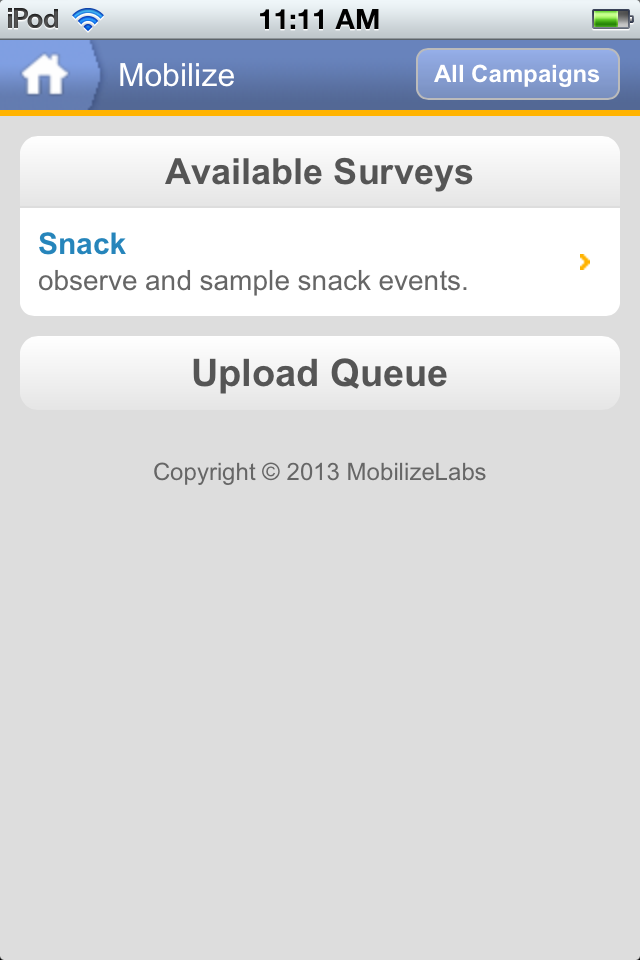 iPod 11:11 AM
Mobilize All Campaigns
Available Surveys
Snack
observe and sample snack events.
Upload Queue
Copyright © 2013 MobilizeLabs